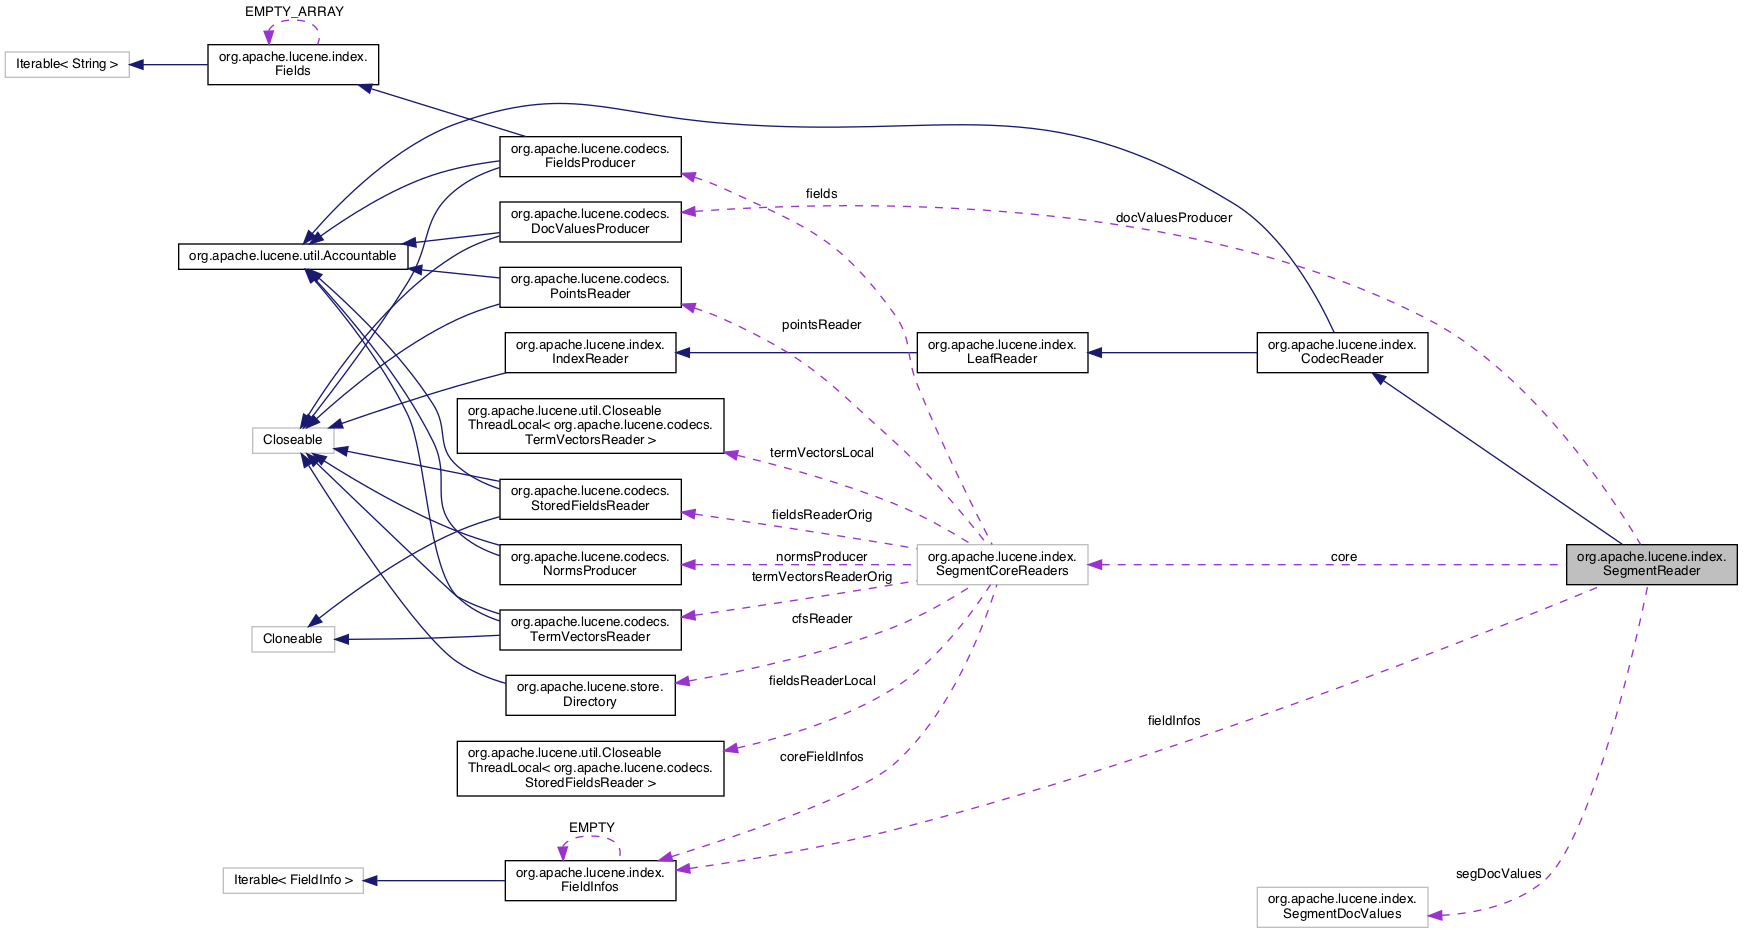 EMPTY_ARRAY
org.apache.lucene.index.
Fields
Iterable< String >
org.apache.lucene.codecs.
FieldsProducer
fields
org.apache.lucene.codecs.
DocValuesProducer
docValuesProducer
org.apache.lucene.util.Accountable
org.apache.lucene.codecs.
PointsReader
pointsReader
org.apache.lucene.index.
IndexReader
org.apache.lucene.index.
LeafReader
org.apache.lucene.index.
CodecReader
org.apache.lucene.util.Closeable
ThreadLocal< org.apache.lucene.codecs.
TermVectorsReader >
Closeable
termVectorsLocal
org.apache.lucene.codecs.
StoredFieldsReader
fieldsReaderOrig
org.apache.lucene.codecs.
NormsProducer
normsProducer
termVectorsReaderOrig
org.apache.lucene.index.
SegmentCoreReaders
core
org.apache.lucene.index.
SegmentReader
org.apache.lucene.codecs.
TermVectorsReader
cfsReader
Cloneable
org.apache.lucene.store.
Directory
fieldsReaderLocal
fieldInfos
org.apache.lucene.util.Closeable
ThreadLocal< org.apache.lucene.codecs.
StoredFieldsReader >
coreFieldInfos
EMPTY
org.apache.lucene.index.
FieldInfos
Iterable< FieldInfo >
segDocValues
org.apache.lucene.index.
SegmentDocValues